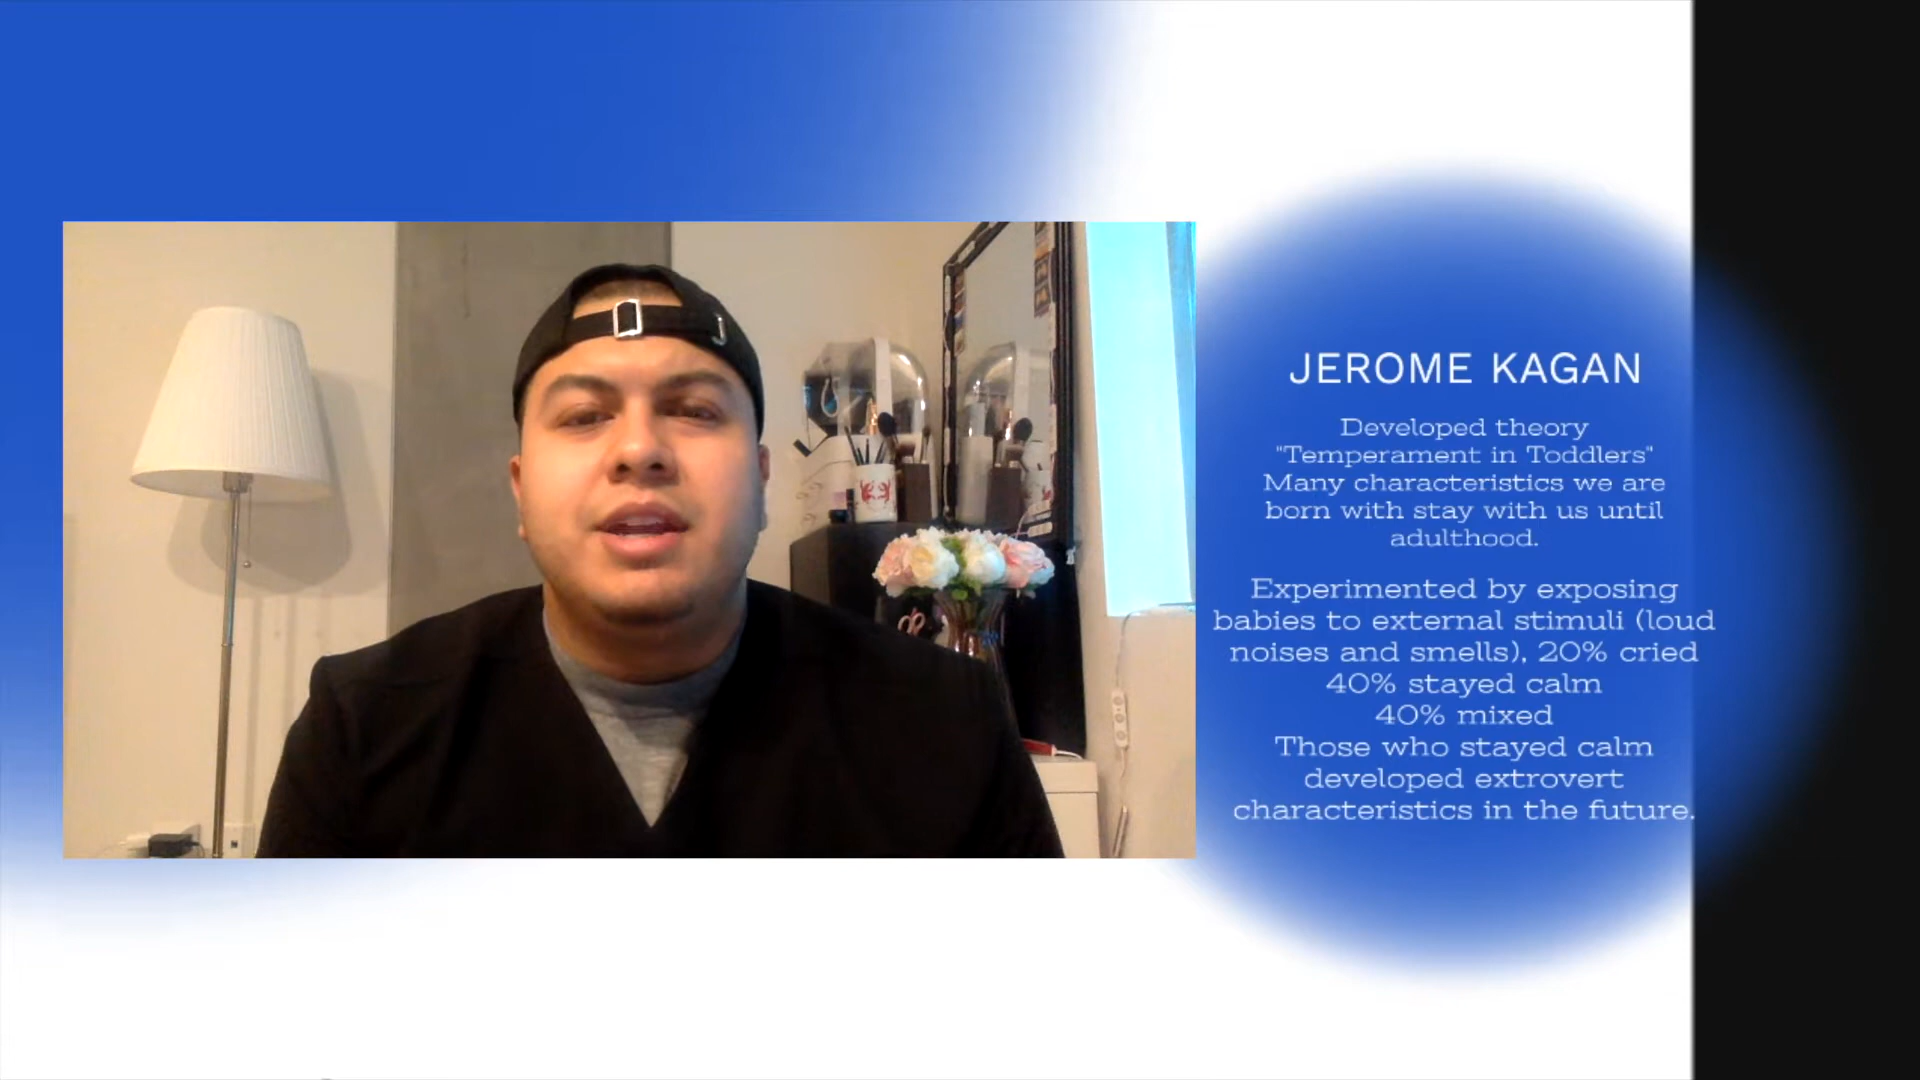 JEROME KAGAN
Developed theory
"Temperament in Toddlers"
Many characteristics we are
born with stay with us until
adulthood.
Experimented by exposing
babies to external stimuli (loud
noises and smells), 20% cried
40% stayed calm
40% mixed
Those who stayed calm
developed extrovert
characteristics in the future.